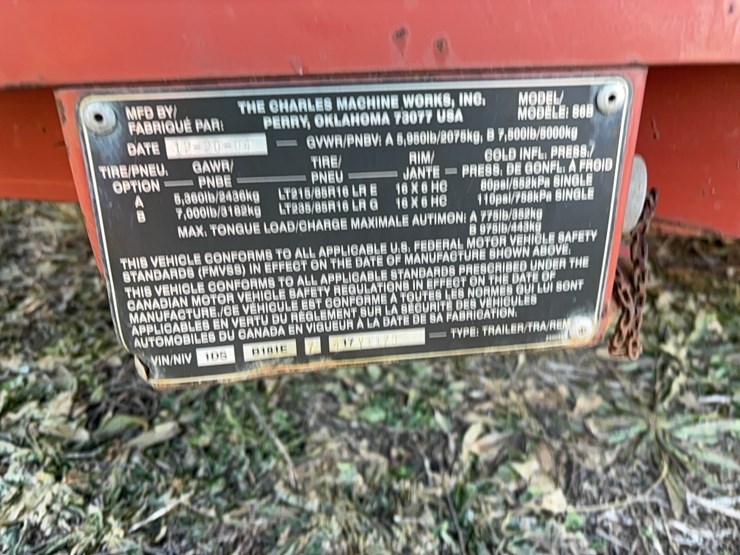 MFD BY/ THE CHARLES MACHINE WORKS, INC. MODEL/
FABRIQUÉ PAR: PERRY, OKLAHOMA 73077 USA MODÈLE: S6B
DATE GVWR/PNBV: A 5,950lb/2075kg, B 7,500lb/5000kg
TIRE/PNEU. GAWR/ TIRE/ RIM/ COLD INFL. PRESS./
OPTION — PNBE — PNEU — JANTE — PRESS. DE GONFL. À FROID
A 5,360lb/2436kg LT215/85R16 LR E 16 X 6 HC 80psi/552kPa SINGLE
B 7,000lb/3182kg LT235/85R16 LR G 16 X 6 HC 110psi/758kPa SINGLE
MAX. TONGUE LOAD/CHARGE MAXIMALE AUTIMON: A 775lb/352kg
B 975lb/443kg
THIS VEHICLE CONFORMS TO ALL APPLICABLE U.S. FEDERAL MOTOR VEHICLE SAFETY
STANDARDS (FMVSS) IN EFFECT ON THE DATE OF MANUFACTURE SHOWN ABOVE.
THIS VEHICLE CONFORMS TO ALL APPLICABLE STANDARDS PRESCRIBED UNDER THE
CANADIAN MOTOR VEHICLE SAFETY REGULATIONS IN EFFECT ON THE DATE OF
MANUFACTURE./CE VÉHICULE EST CONFORME À TOUTES LES NORMES QUI LUI SONT
APPLICABLES EN VERTU DU RÈGLEMENT SUR LA SÉCURITÉ DES VÉHICULES
AUTOMOBILES DU CANADA EN VIGUEUR À LA DATE DE SA FABRICATION.
VIN/NIV 1DS B181E TYPE: TRAILER/TRA/REM